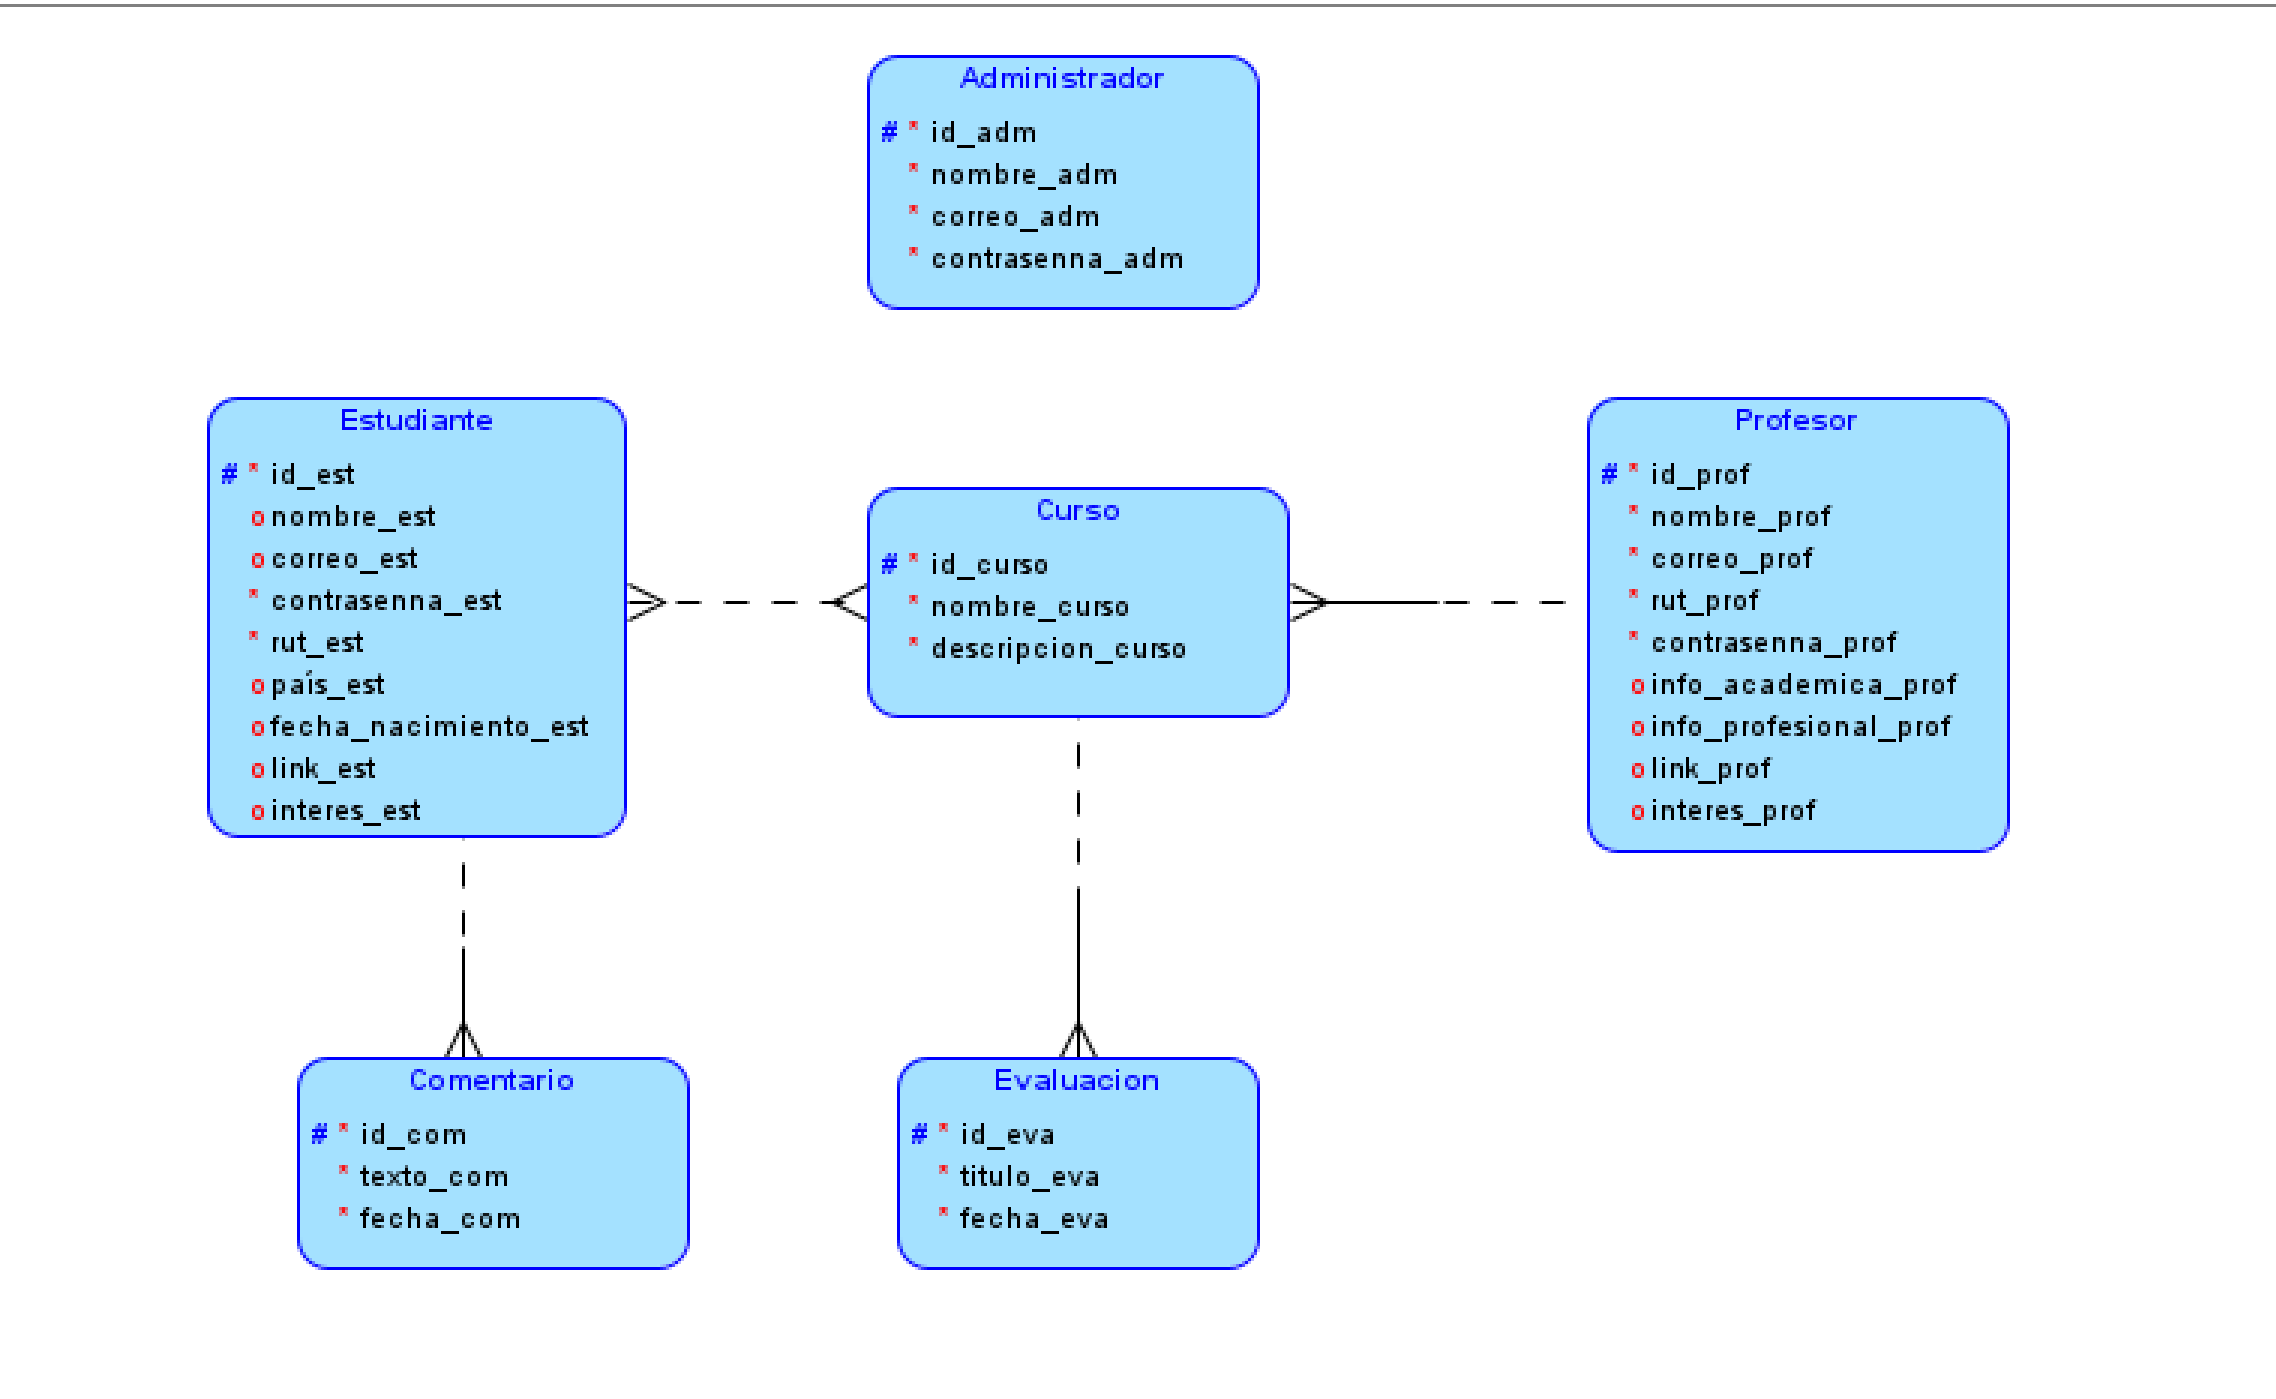 Administrador
# * id_adm
* nombre_adm
* correo_adm
* contrasenna_adm
Estudiante
# * id_est
o nombre_est
o correo_est
* contrasenna_est
* rut_est
o país_est
o fecha_nacimiento_est
o link_est
o interes_est
Curso
# * id_curso
* nombre_curso
* descripcion_curso
Profesor
# * id_prof
* nombre_prof
* correo_prof
* rut_prof
* contrasenna_prof
o info_academica_prof
o info_profesional_prof
o link_prof
o interes_prof
Comentario
# * id_com
* texto_com
* fecha_com
Evaluacion
# * id_eva
* titulo_eva
* fecha_eva